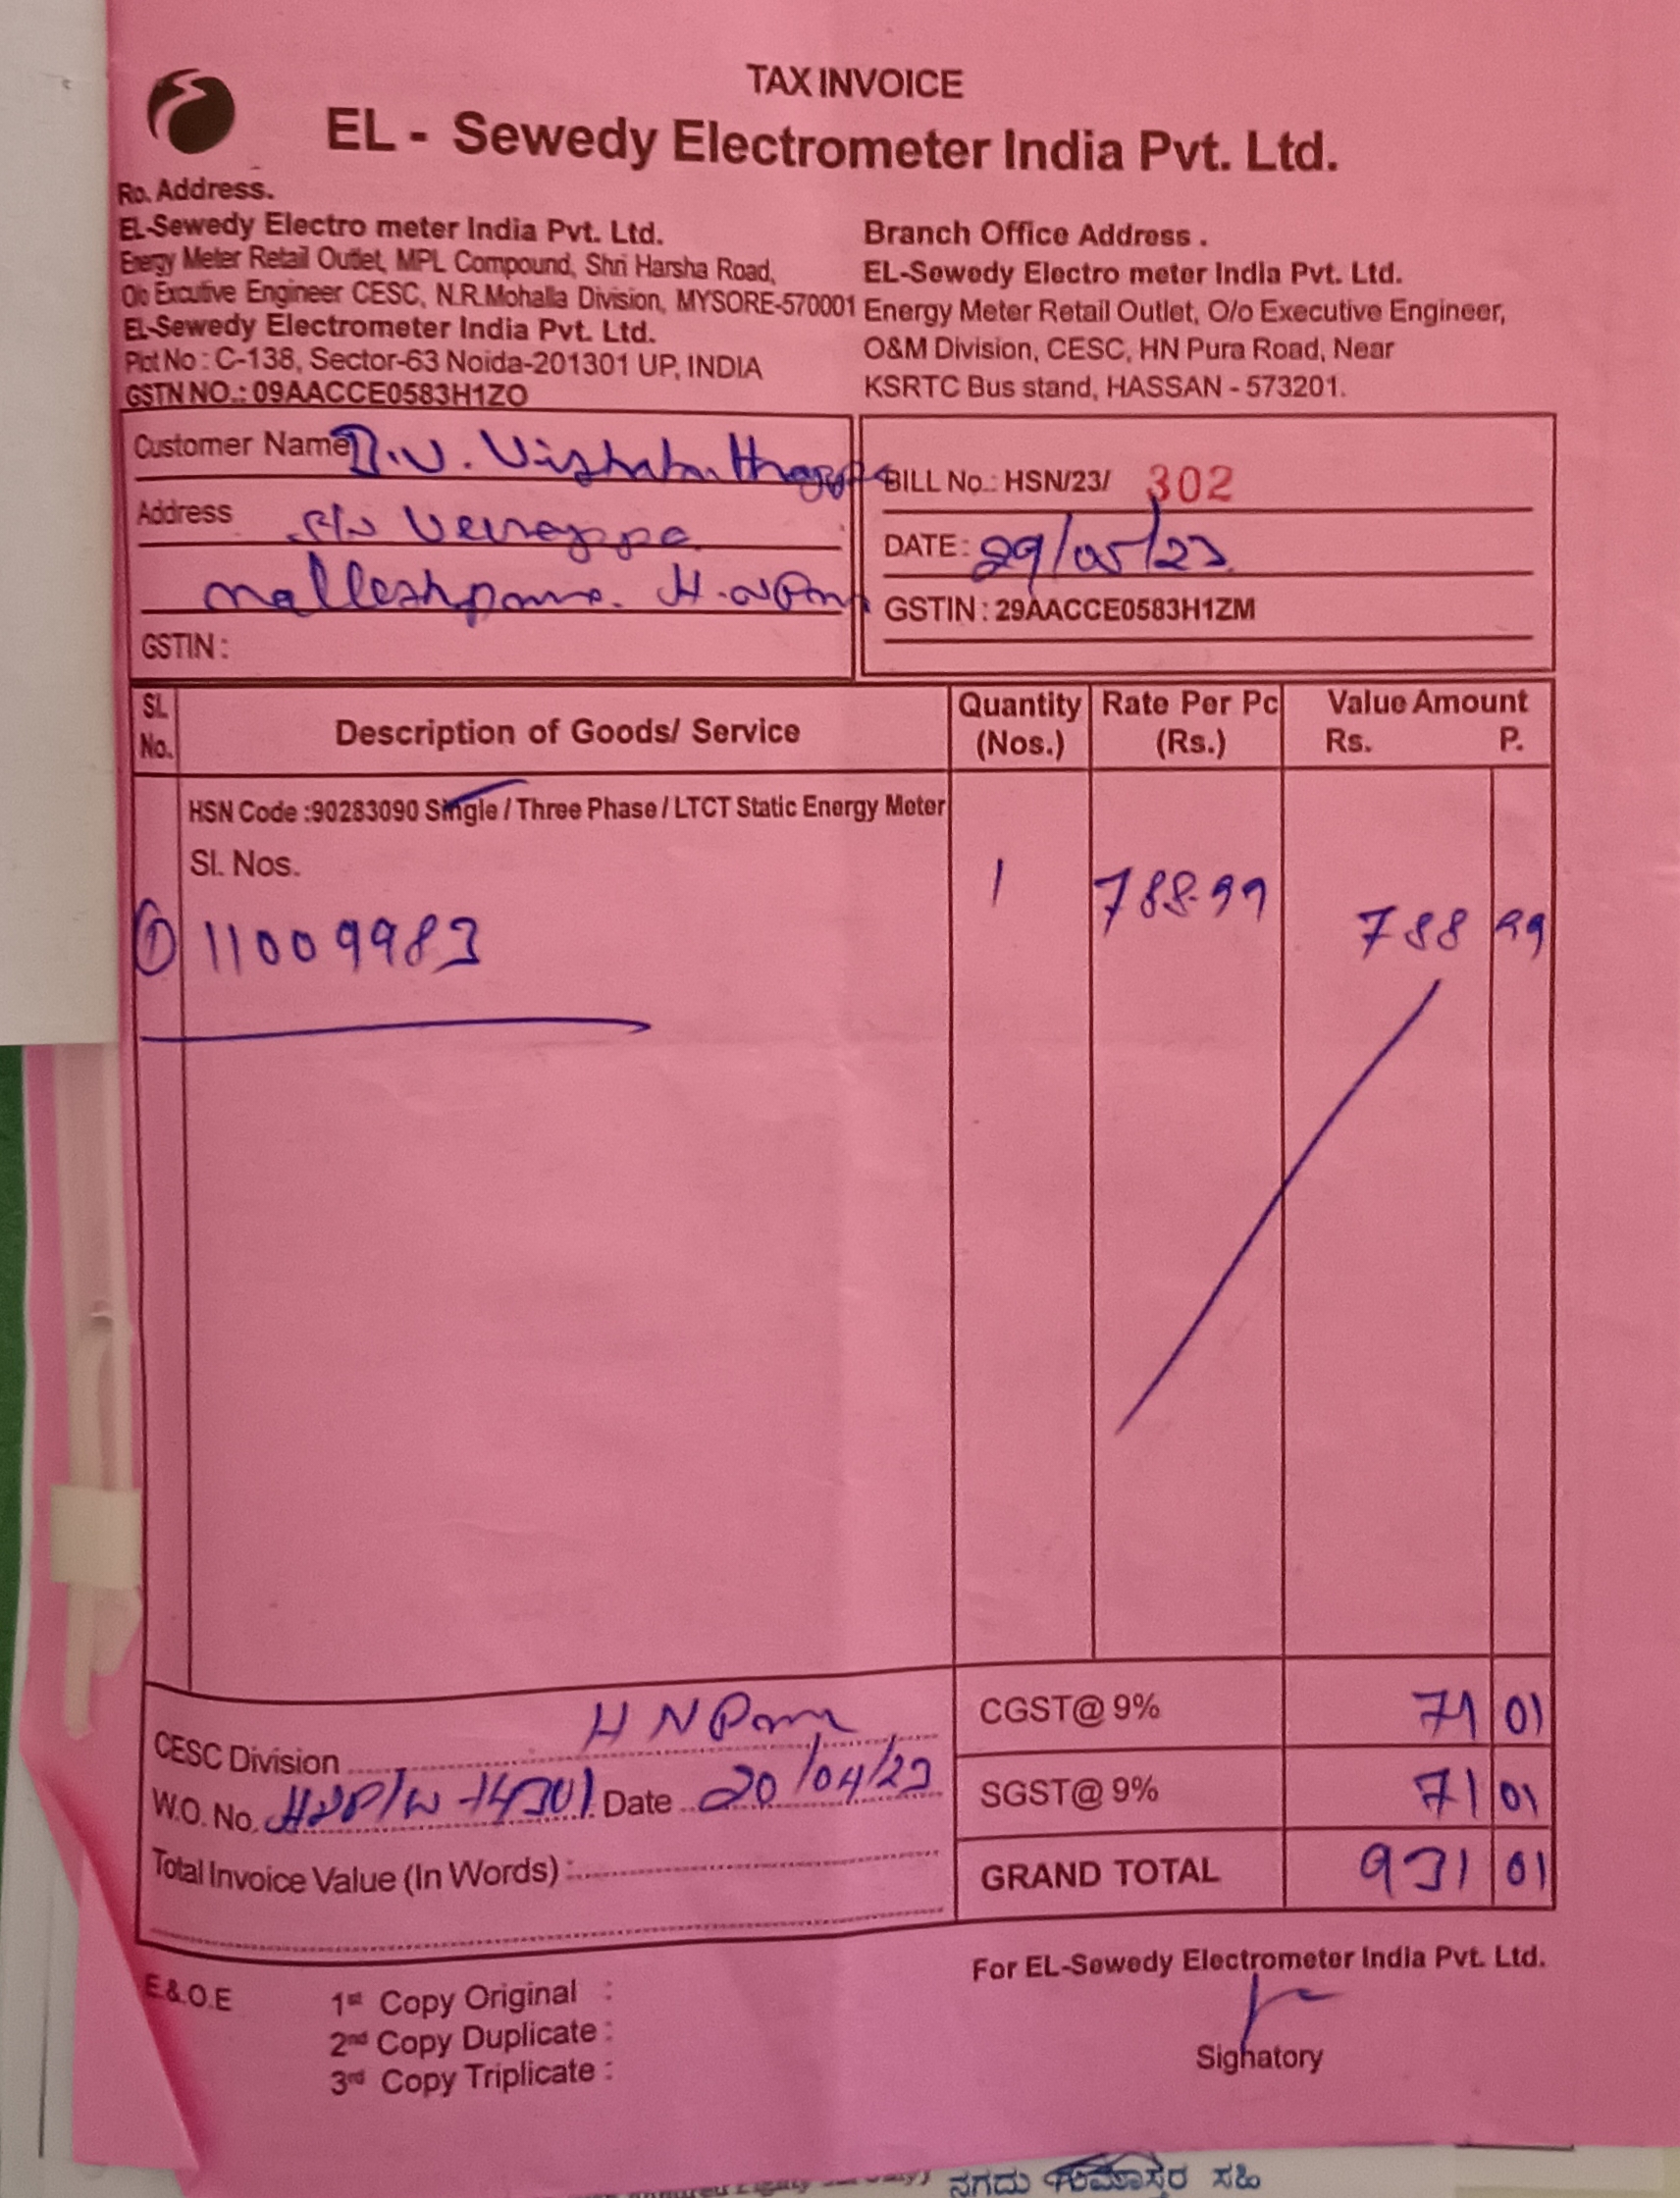 TAX INVOICE
EL - Sewedy Electrometer India Pvt. Ltd.
Ro. Address.
EL-Sewedy Electro meter India Pvt. Ltd.
Energy Meter Retail Outlet, MPL Compound, Shri Harsha Road,
O/o Excutive Engineer CESC, N.R.Mohalla Division, MYSORE-570001
EL-Sewedy Electrometer India Pvt. Ltd.
Plot No : C-138, Sector-63 Noida-201301 UP, INDIA
GSTN NO.: 09AACCE0583H1ZO
Branch Office Address .
EL-Sewedy Electro meter India Pvt. Ltd.
Energy Meter Retail Outlet, O/o Executive Engineer,
O&M Division, CESC, HN Pura Road, Near
KSRTC Bus stand, HASSAN - 573201.
Customer Name
Address S/o
GSTIN :
BILL No.: HSN/23/ 302
DATE: 29/05/23
GSTIN : 29AACCE0583H1ZM
Sl. No. Description of Goods/ Service Quantity (Nos.) Rate Per Pc (Rs.) Value Amount Rs. P.
HSN Code :90283090 Single / Three Phase / LTCT Static Energy Meter
Sl. Nos.
1 11009983 1 788.99 788 99
CESC Division H N Pura
W.O. No. Date 20/04/23
Total Invoice Value (In Words) :
CGST@ 9% 71 01
SGST@ 9% 71 01
GRAND TOTAL 931 01
E.& O.E
1st Copy Original :
2nd Copy Duplicate :
3rd Copy Triplicate :
For EL-Sewedy Electrometer India Pvt. Ltd.
Signatory
ನಗದು ಸಹಿ